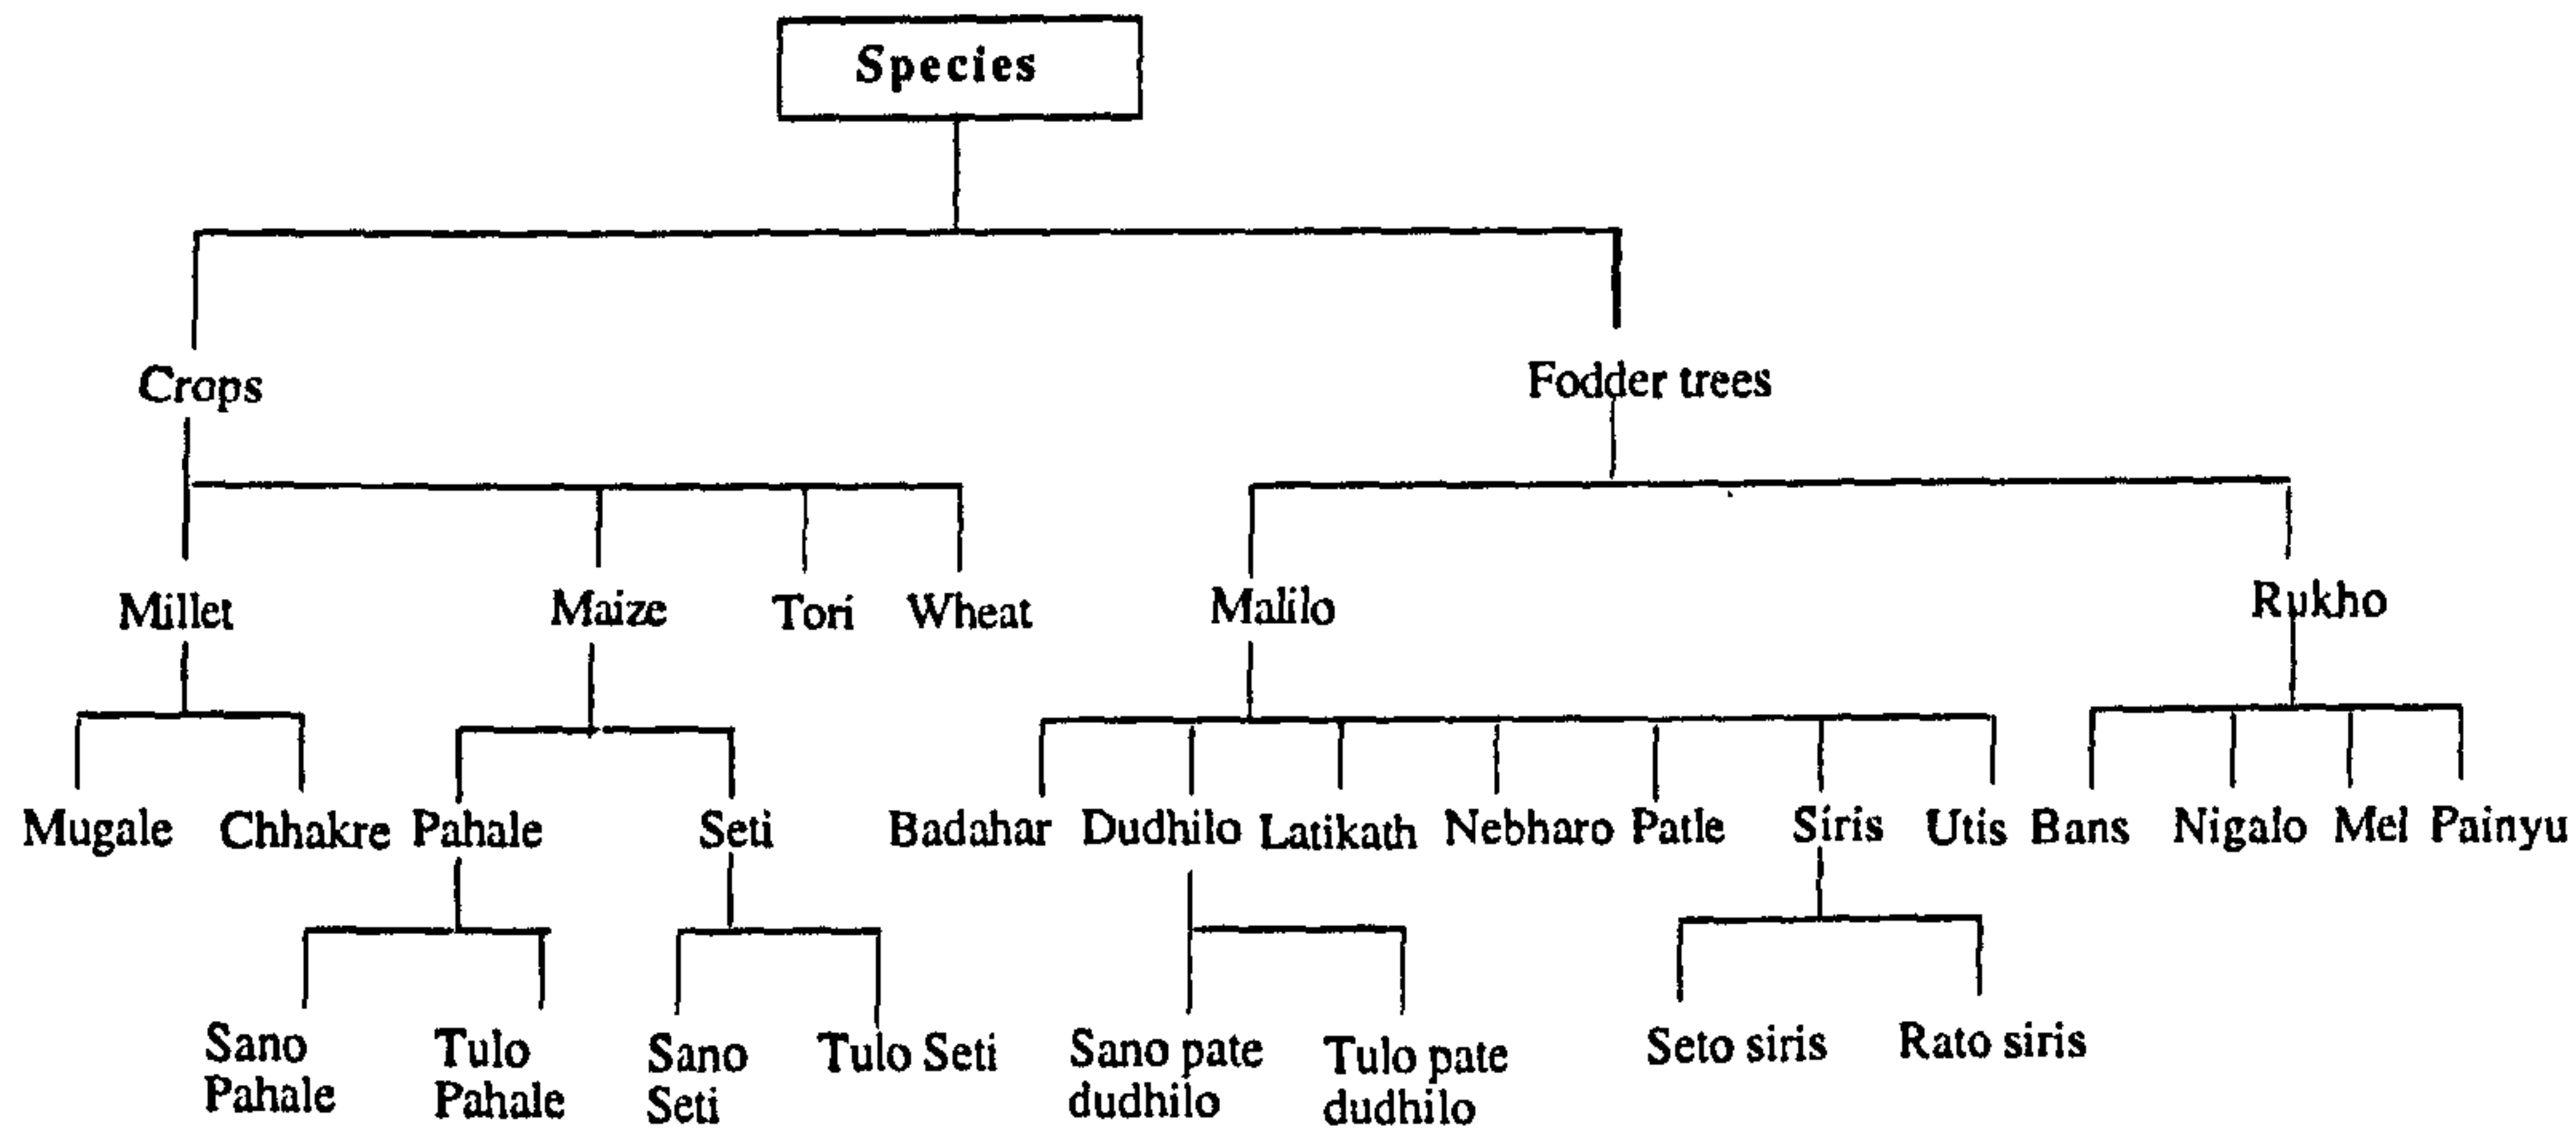 Species
Crops
Fodder trees
Millet
Maize
Tori
Wheat
Malilo
Rukho
Mugale
Chhakre
Pahale
Seti
Badahar
Dudhilo
Latikath
Nebharo
Patle
Siris
Utis
Bans
Nigalo
Mel
Painyu
Sano
Pahale
Tulo
Pahale
Sano
Seti
Tulo Seti
Sano pate
dudhilo
Tulo pate
dudhilo
Seto siris
Rato siris